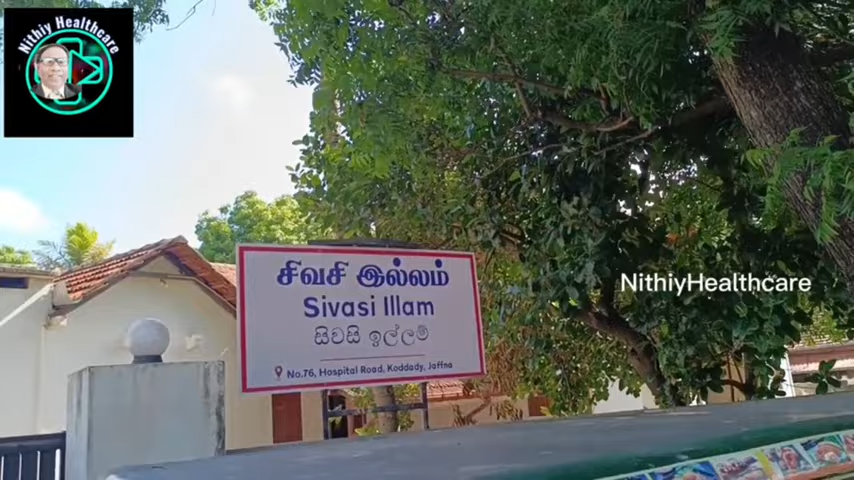 Nithiy Healthcare
சிவசி இல்லம்
Sivasi Illam
සිවසි ඉල්ලම්
No.76, Hospital Road, Koddady, Jaffna
NithiyHealthcare